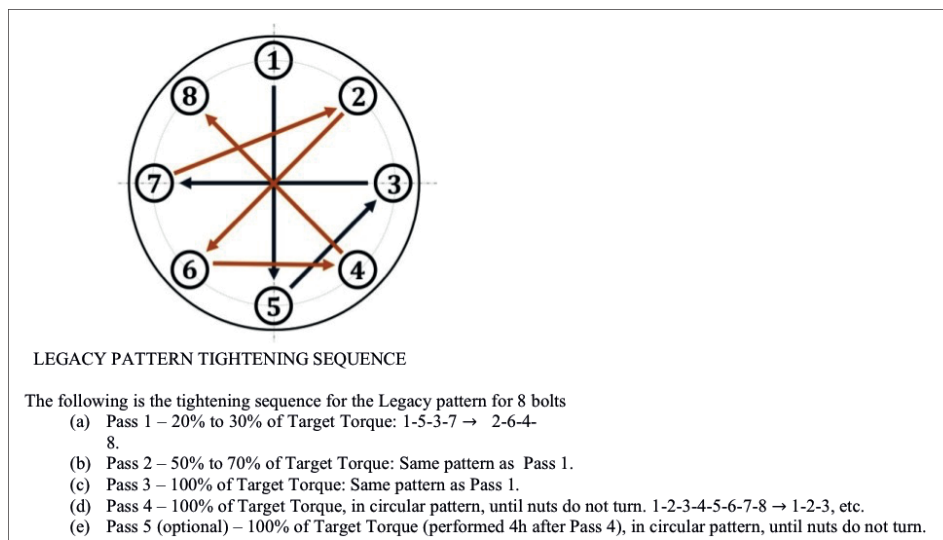 1
8 2
7 3
6 4
5
LEGACY PATTERN TIGHTENING SEQUENCE
The following is the tightening sequence for the Legacy pattern for 8 bolts
(a) Pass 1 – 20% to 30% of Target Torque: 1-5-3-7 → 2-6-4-
8.
(b) Pass 2 – 50% to 70% of Target Torque: Same pattern as Pass 1.
(c) Pass 3 – 100% of Target Torque: Same pattern as Pass 1.
(d) Pass 4 – 100% of Target Torque, in circular pattern, until nuts do not turn. 1-2-3-4-5-6-7-8 → 1-2-3, etc.
(e) Pass 5 (optional) – 100% of Target Torque (performed 4h after Pass 4), in circular pattern, until nuts do not turn.